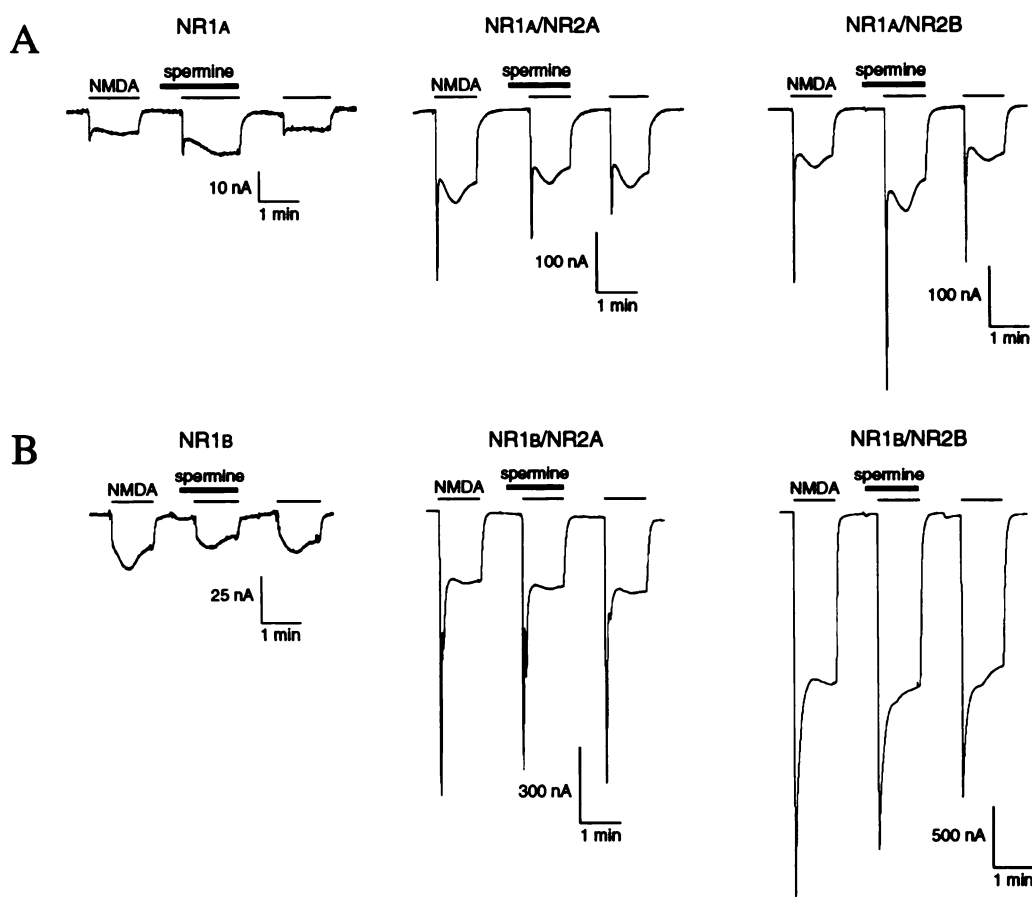 A
NR1A
NR1A/NR2A
NR1A/NR2B
spermine
NMDA
10 nA
1 min
spermine
NMDA
100 nA
1 min
spermine
NMDA
100 nA
1 min
B
NR1B
NR1B/NR2A
NR1B/NR2B
spermine
NMDA
25 nA
1 min
spermine
NMDA
300 nA
1 min
spermine
NMDA
500 nA
1 min